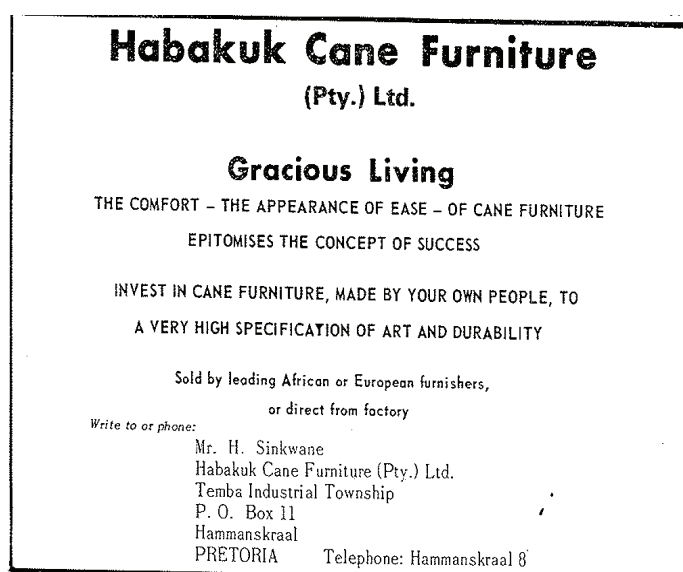 Habakuk Cane Furniture
(Pty.) Ltd.
Gracious Living
THE COMFORT – THE APPEARANCE OF EASE – OF CANE FURNITURE
EPITOMISES THE CONCEPT OF SUCCESS
INVEST IN CANE FURNITURE, MADE BY YOUR OWN PEOPLE, TO
A VERY HIGH SPECIFICATION OF ART AND DURABILITY
Sold by leading African or European furnishers,
or direct from factory
Write to or phone:
Mr. H. Sinkwane
Habakuk Cane Furniture (Pty.) Ltd.
Temba Industrial Township
P. O. Box 11
Hammanskraal
PRETORIA Telephone: Hammanskraal 8